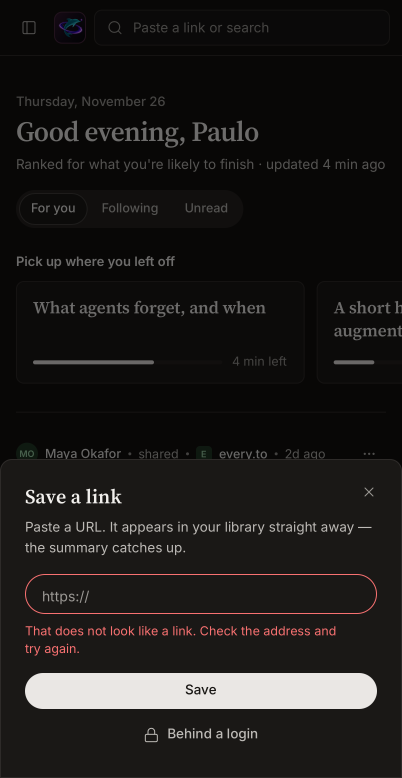 Paste a link or search
Thursday, November 26
Good evening, Paulo
Ranked for what you're likely to finish · updated 4 min ago
For you
Following
Unread
Pick up where you left off
What agents forget, and when
4 min left
A short h
augment
MO Maya Okafor • shared • E every.to • 2d ago ···
Save a link
Paste a URL. It appears in your library straight away —
the summary catches up.
https://
That does not look like a link. Check the address and
try again.
Save
Behind a login